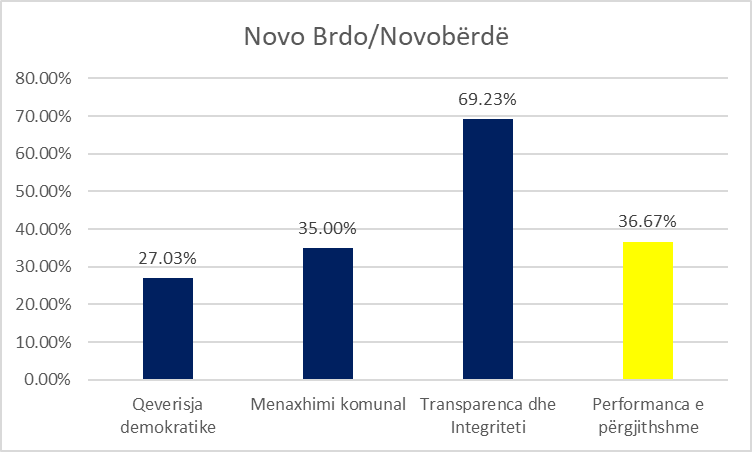 Novo Brdo/Novobërdë
80.00%
70.00%
60.00%
50.00%
40.00%
30.00%
20.00%
10.00%
0.00%
27.03%
35.00%
69.23%
36.67%
Qeverisja
demokratike
Menaxhimi komunal
Transparenca dhe
Integriteti
Performanca e
përgjithshme